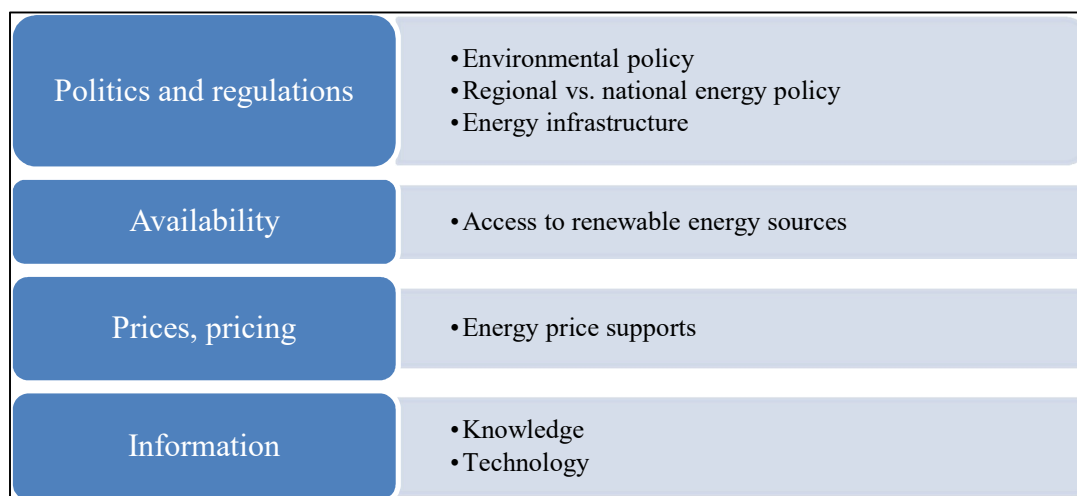 Politics and regulations
•Environmental policy
•Regional vs. national energy policy
•Energy infrastructure
Availability
•Access to renewable energy sources
Prices, pricing
•Energy price supports
Information
•Knowledge
•Technology